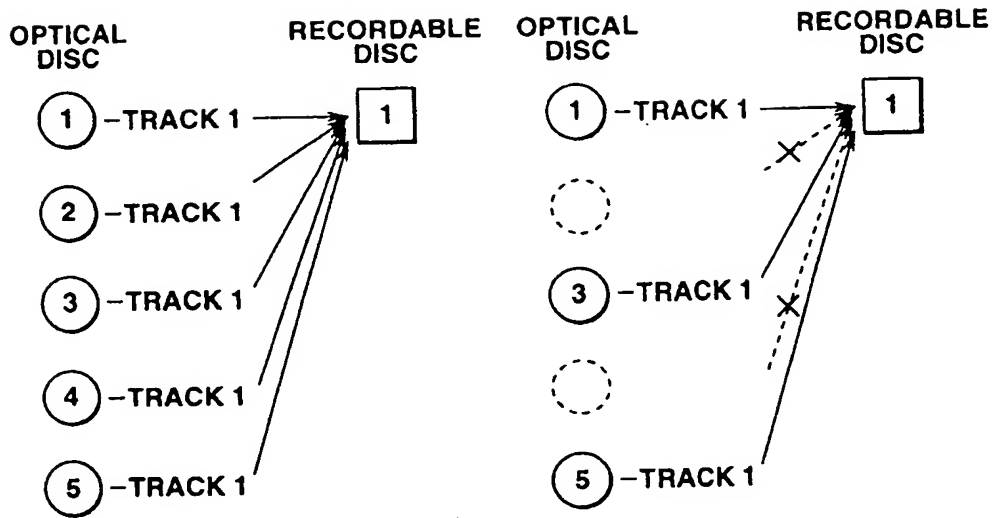 OPTICAL
DISC
RECORDABLE
DISC
1 -TRACK 1
1
2 -TRACK 1
3 -TRACK 1
4 -TRACK 1
5 -TRACK 1
OPTICAL
DISC
RECORDABLE
DISC
1 -TRACK 1
1
3 -TRACK 1
5 -TRACK 1